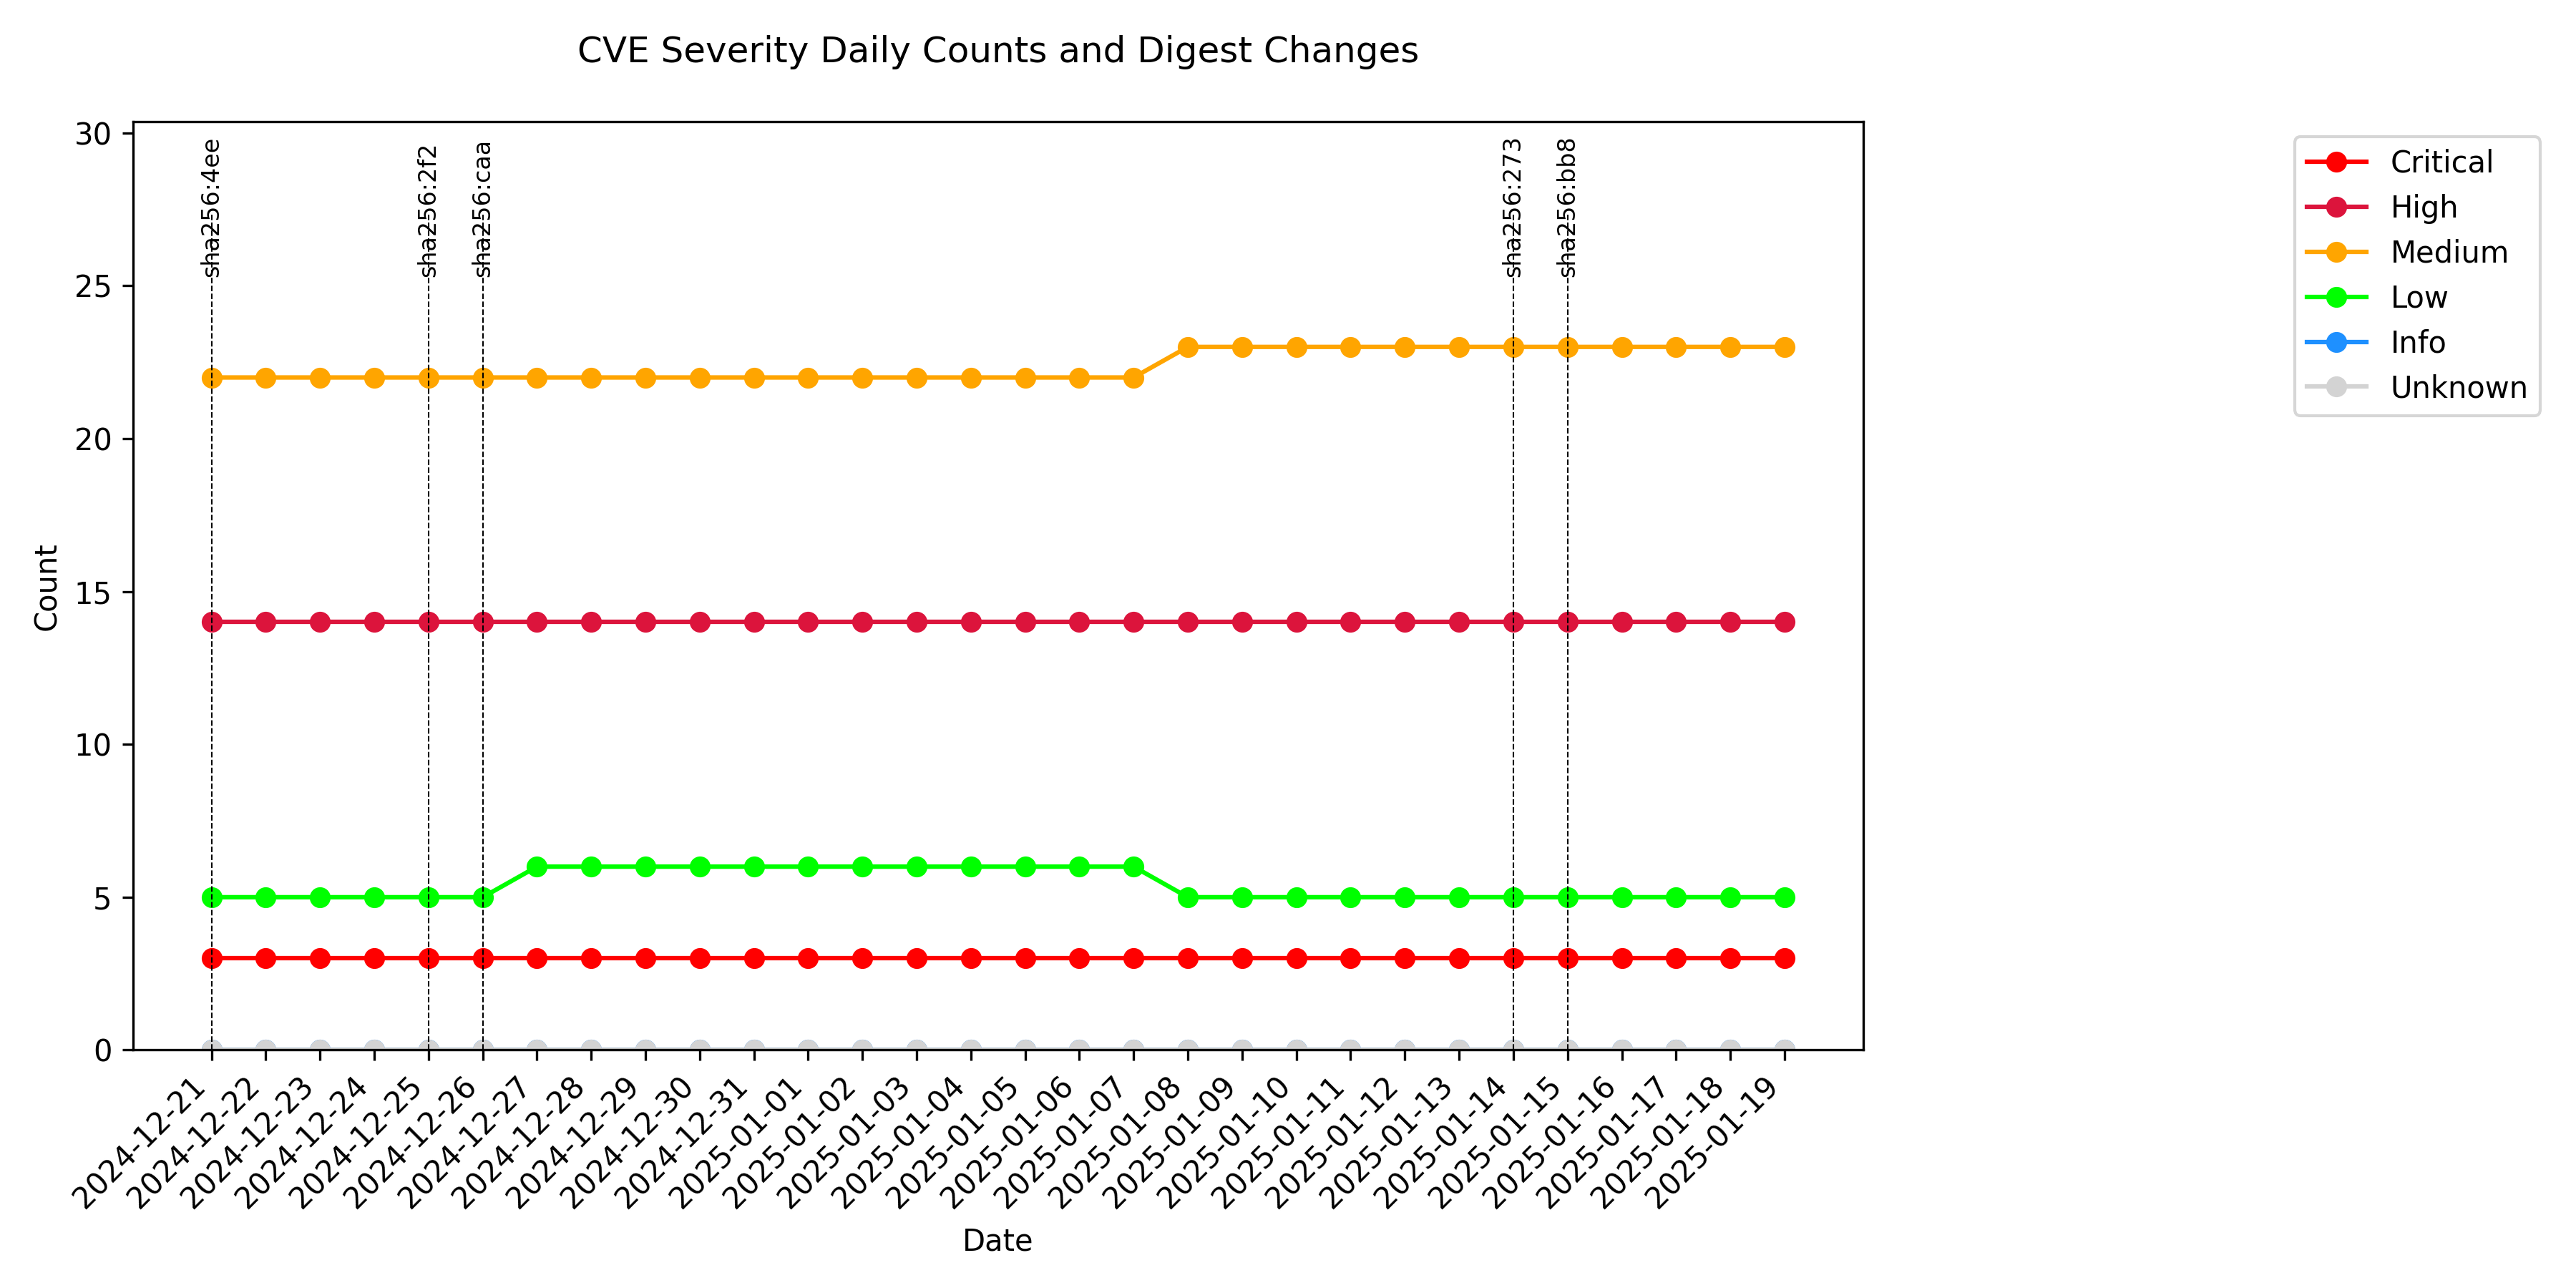 CVE Severity Daily Counts and Digest Changes
30
25
20
15
10
5
0
Count
sha256:4ee
sha256:2f2
sha256:caa
sha256:273
sha256:bb8
Critical
High
Medium
Low
Info
Unknown
2024-12-21
2024-12-22
2024-12-23
2024-12-24
2024-12-25
2024-12-26
2024-12-27
2024-12-28
2024-12-29
2024-12-30
2024-12-31
2025-01-01
2025-01-02
2025-01-03
2025-01-04
2025-01-05
2025-01-06
2025-01-07
2025-01-08
2025-01-09
2025-01-10
2025-01-11
2025-01-12
2025-01-13
2025-01-14
2025-01-15
2025-01-16
2025-01-17
2025-01-18
2025-01-19
Date